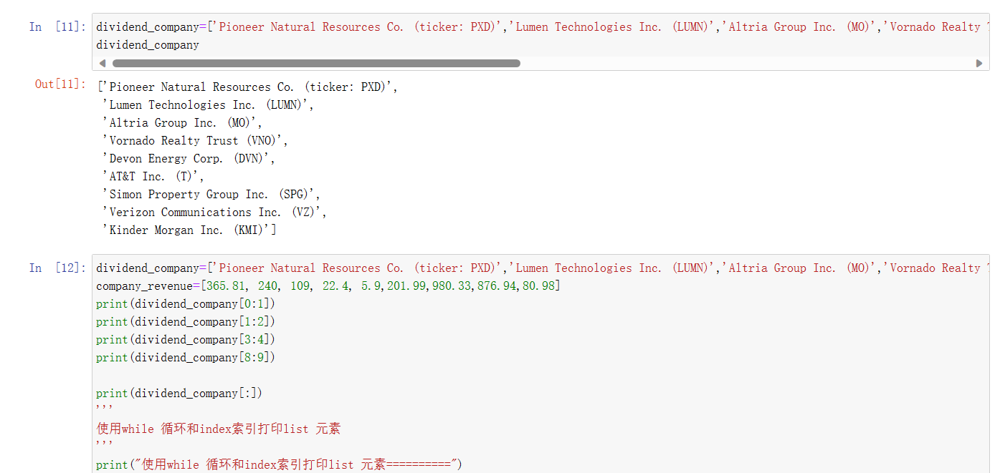 In [11]: dividend_company=['Pioneer Natural Resources Co. (ticker: PXD)','Lumen Technologies Inc. (LUMN)','Altria Group Inc. (MO)','Vornado Realty
dividend_company
Out[11]: ['Pioneer Natural Resources Co. (ticker: PXD)',
'Lumen Technologies Inc. (LUMN)',
'Altria Group Inc. (MO)',
'Vornado Realty Trust (VNO)',
'Devon Energy Corp. (DVN)',
'AT&T Inc. (T)',
'Simon Property Group Inc. (SPG)',
'Verizon Communications Inc. (VZ)',
'Kinder Morgan Inc. (KMI)']
In [12]: dividend_company=['Pioneer Natural Resources Co. (ticker: PXD)','Lumen Technologies Inc. (LUMN)','Altria Group Inc. (MO)','Vornado Realty
company_revenue=[365.81, 240, 109, 22.4, 5.9,201.99,980.33,876.94,80.98]
print(dividend_company[0:1])
print(dividend_company[1:2])
print(dividend_company[3:4])
print(dividend_company[8:9])
print(dividend_company[:])
'''
使用while 循环和index索引打印list 元素
'''
print("使用while 循环和index索引打印list 元素==========")